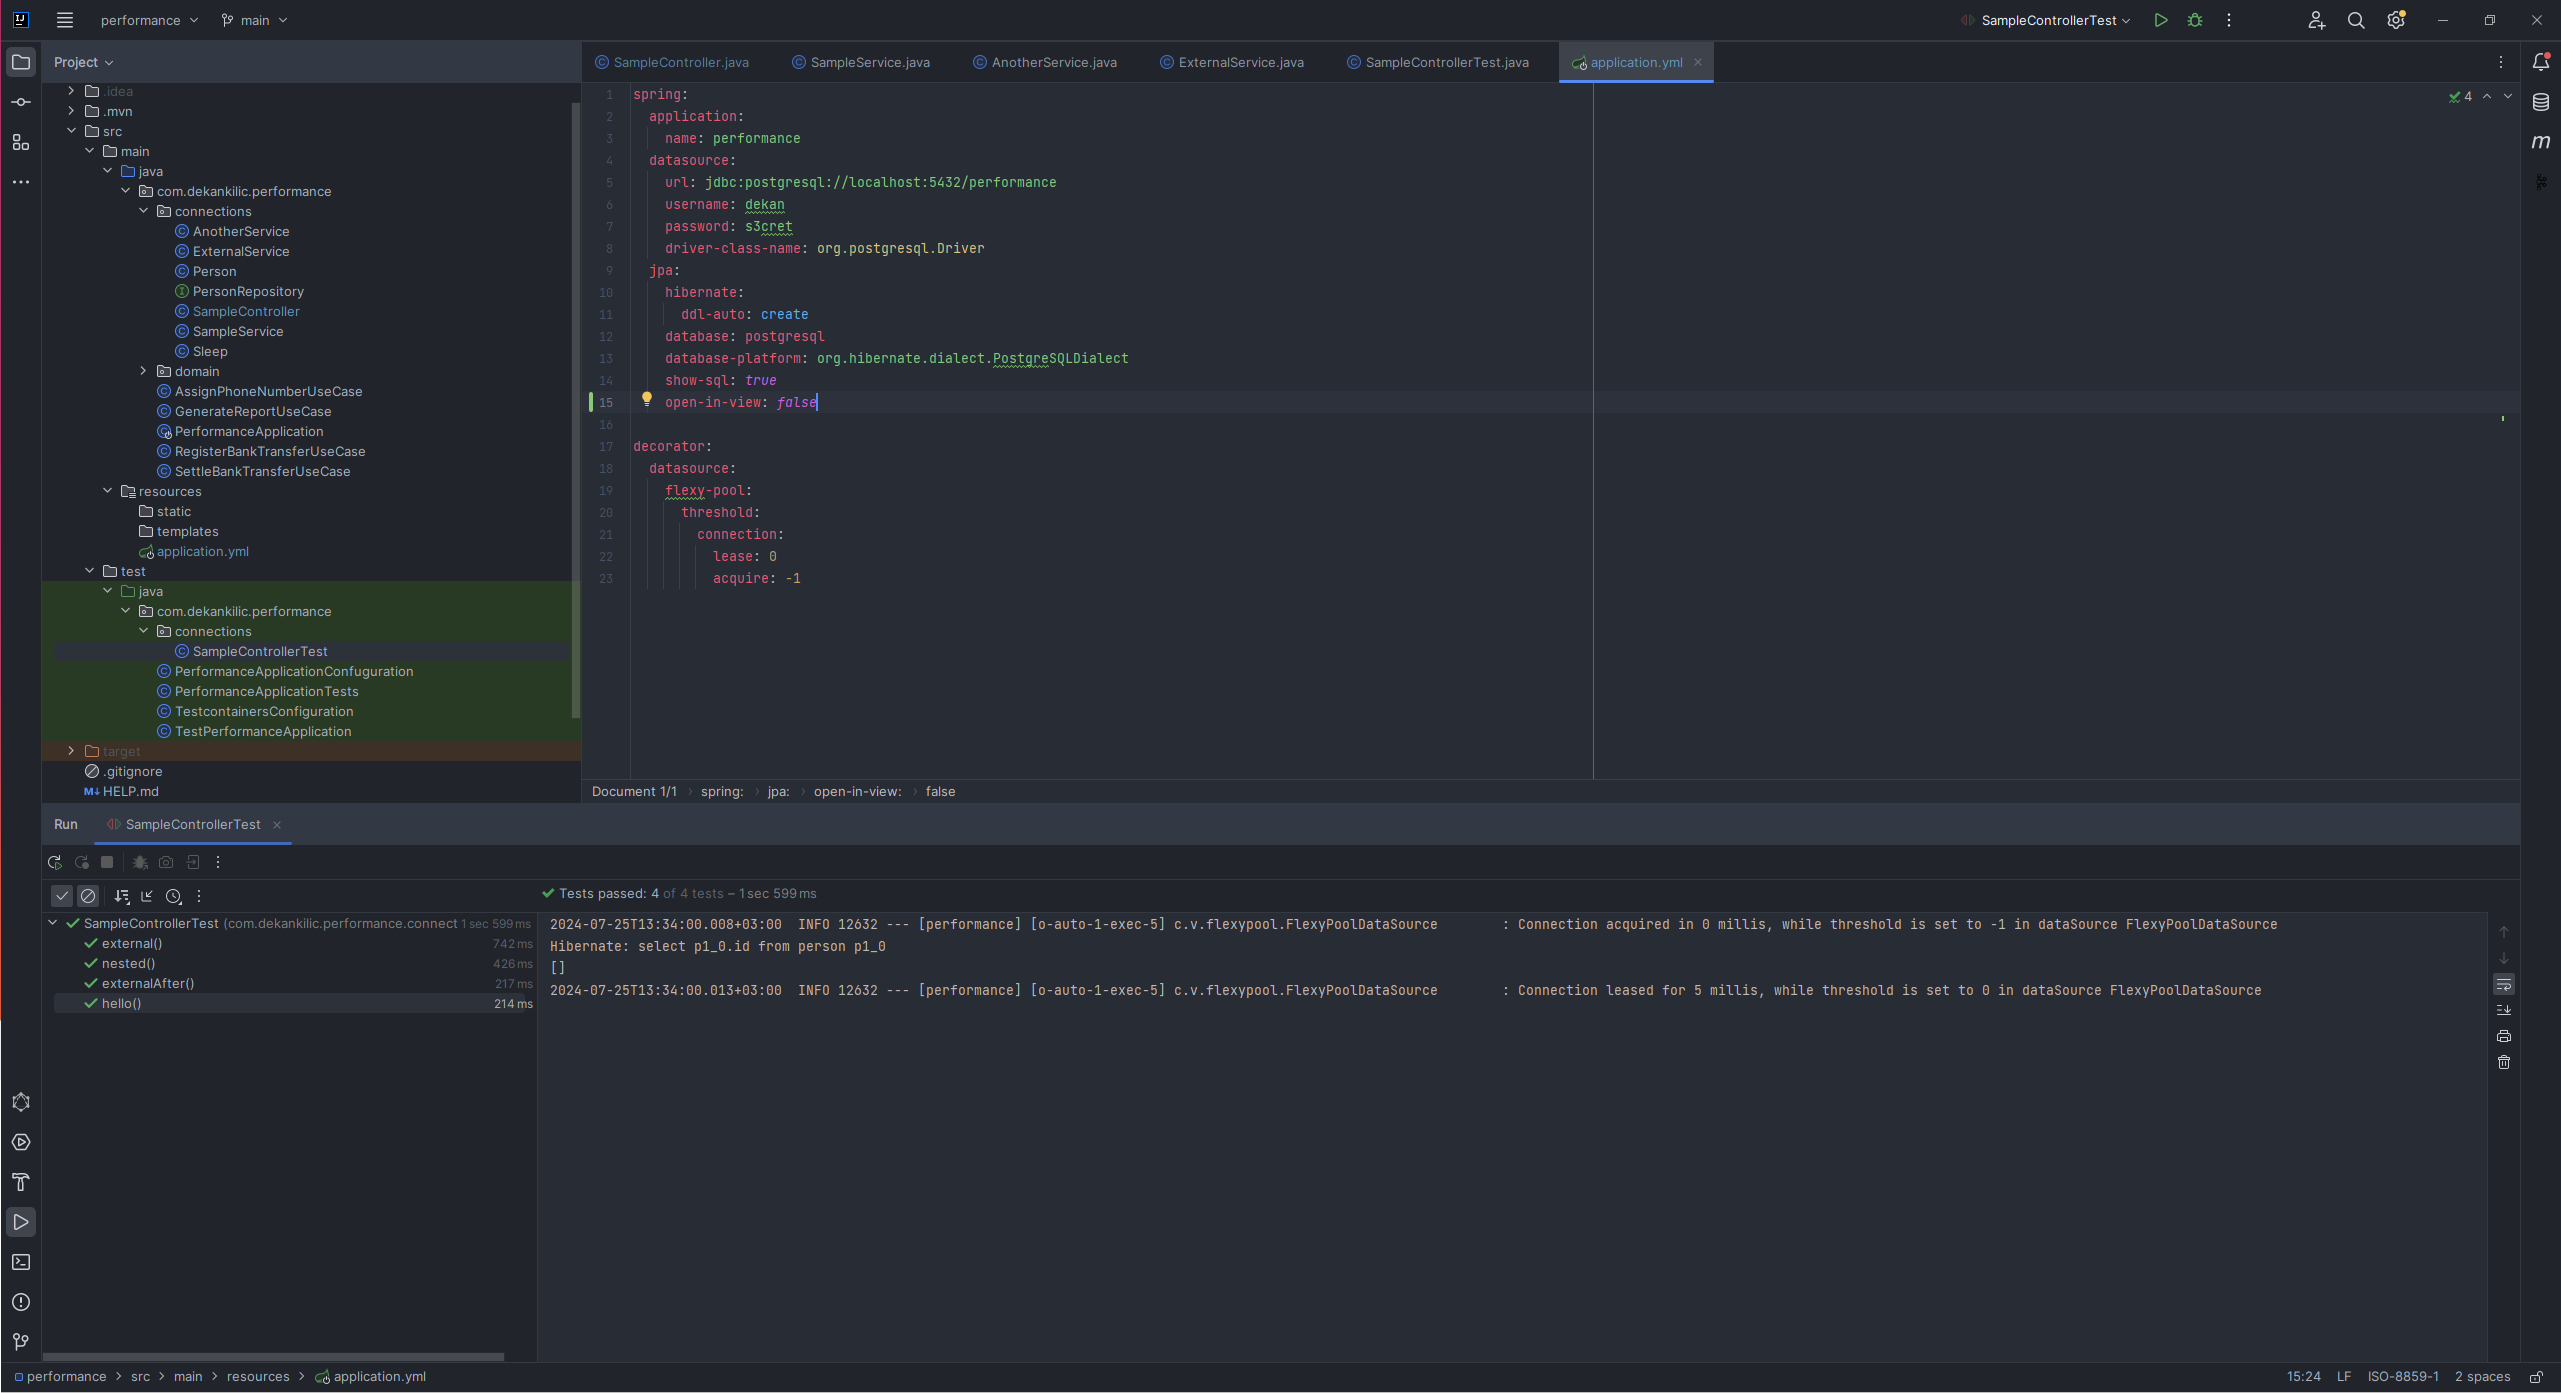 performance
main
SampleControllerTest
Project
SampleController.java
SampleService.java
AnotherService.java
ExternalService.java
SampleControllerTest.java
application.yml
.idea
.mvn
src
main
java
com.dekankilic.performance
connections
AnotherService
ExternalService
Person
PersonRepository
SampleController
SampleService
Sleep
domain
AssignPhoneNumberUseCase
GenerateReportUseCase
PerformanceApplication
RegisterBankTransferUseCase
SettleBankTransferUseCase
resources
static
templates
application.yml
test
java
com.dekankilic.performance
connections
SampleControllerTest
PerformanceApplicationConfuguration
PerformanceApplicationTests
TestcontainersConfiguration
TestPerformanceApplication
target
.gitignore
M↓ HELP.md
1 spring:
2 application:
3 name: performance
4 datasource:
5 url: jdbc:postgresql://localhost:5432/performance
6 username: dekan
7 password: s3cret
8 driver-class-name: org.postgresql.Driver
9 jpa:
10 hibernate:
11 ddl-auto: create
12 database: postgresql
13 database-platform: org.hibernate.dialect.PostgreSQLDialect
14 show-sql: true
15 open-in-view: false
16
17 decorator:
18 datasource:
19 flexy-pool:
20 threshold:
21 connection:
22 lease: 0
23 acquire: -1
4
Document 1/1 › spring: › jpa: › open-in-view: › false
Run
SampleControllerTest
Tests passed: 4 of 4 tests – 1 sec 599 ms
SampleControllerTest (com.dekankilic.performance.connect 1 sec 599 ms
external() 742 ms
nested() 426 ms
externalAfter() 217 ms
hello() 214 ms
2024-07-25T13:34:00.008+03:00  INFO 12632 --- [performance] [o-auto-1-exec-5] c.v.flexypool.FlexyPoolDataSource        : Connection acquired in 0 millis, while threshold is set to -1 in dataSource FlexyPoolDataSource
Hibernate: select p1_0.id from person p1_0
[]
2024-07-25T13:34:00.013+03:00  INFO 12632 --- [performance] [o-auto-1-exec-5] c.v.flexypool.FlexyPoolDataSource        : Connection leased for 5 millis, while threshold is set to 0 in dataSource FlexyPoolDataSource
performance › src › main › resources › application.yml
15:24 LF ISO-8859-1 2 spaces